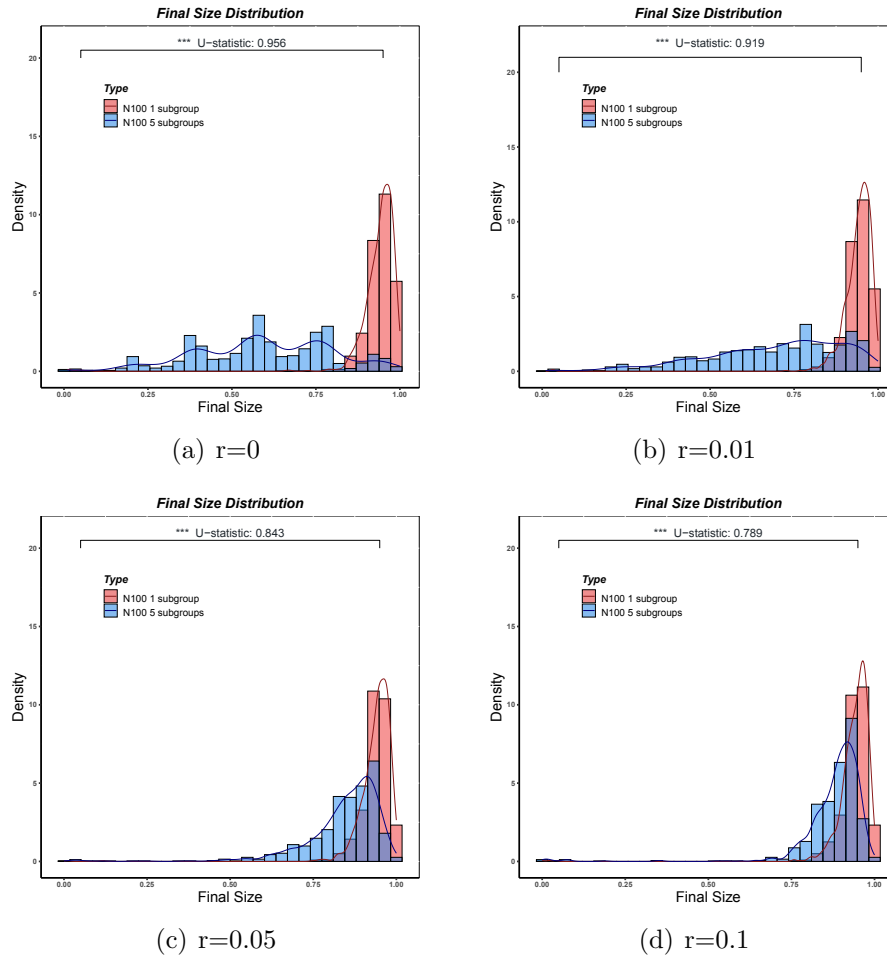 Final Size Distribution
*** U−statistic: 0.956
Type
N100 1 subgroup
N100 5 subgroups
Density
20
15
10
5
0
0.00 0.25 0.50 0.75 1.00
Final Size
(a) r=0
Final Size Distribution
*** U−statistic: 0.919
Type
N100 1 subgroup
N100 5 subgroups
Density
20
15
10
5
0
0.00 0.25 0.50 0.75 1.00
Final Size
(b) r=0.01
Final Size Distribution
*** U−statistic: 0.843
Type
N100 1 subgroup
N100 5 subgroups
Density
20
15
10
5
0
0.00 0.25 0.50 0.75 1.00
Final Size
(c) r=0.05
Final Size Distribution
*** U−statistic: 0.789
Type
N100 1 subgroup
N100 5 subgroups
Density
20
15
10
5
0
0.00 0.25 0.50 0.75 1.00
Final Size
(d) r=0.1